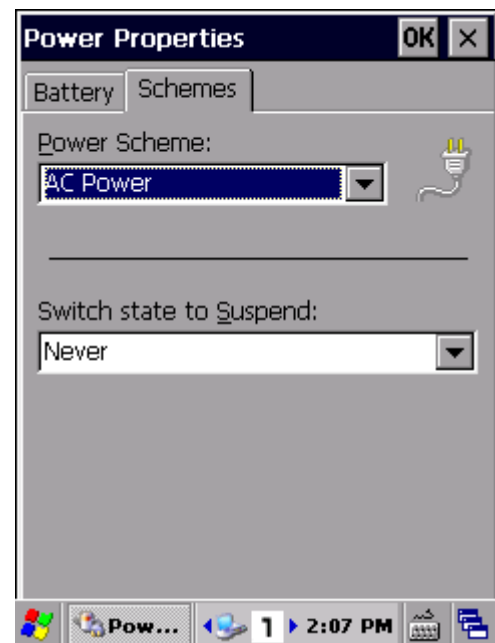 Power Properties OK ×
Battery Schemes
Power Scheme:
AC Power
Switch state to Suspend:
Never
Pow... 1 2:07 PM